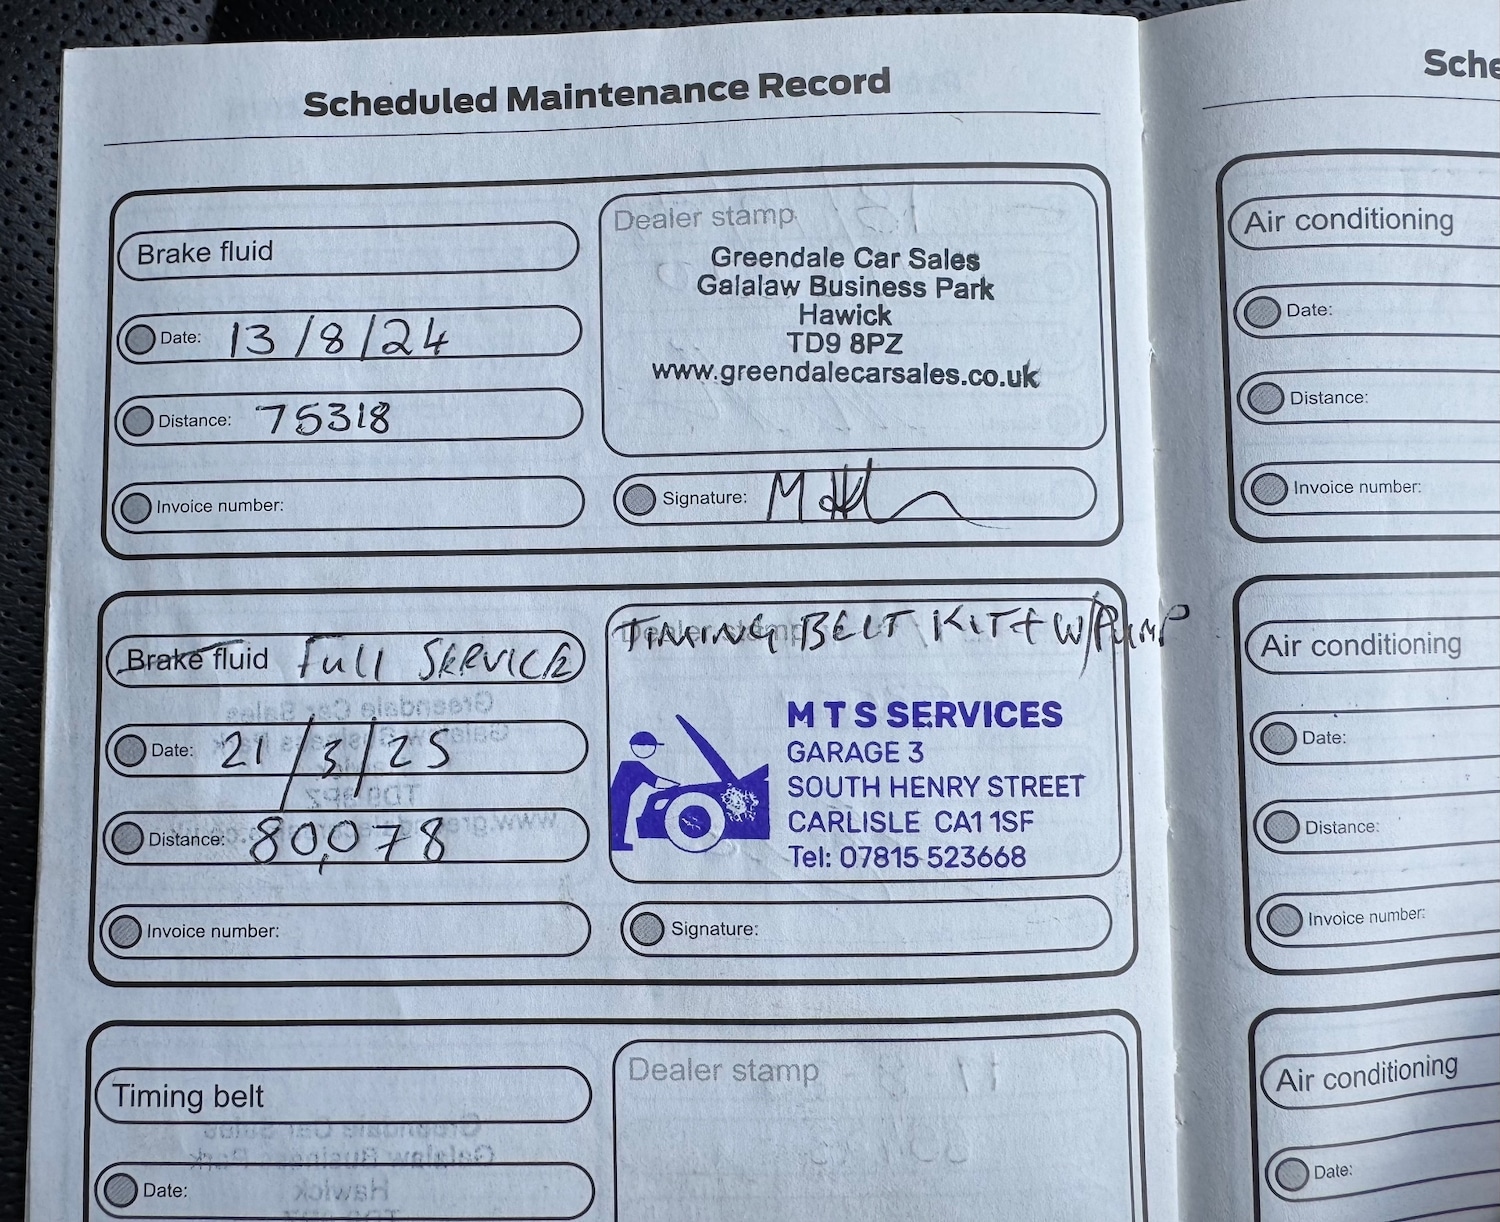 Scheduled Maintenance Record
Brake fluid
Date: 13/8/24
Distance: 75318
Invoice number:
Dealer stamp
Greendale Car Sales
Galalaw Business Park
Hawick
TD9 8PZ
www.greendalecarsales.co.uk
Signature:
Brake fluid FULL SERVICE
Date: 21/3/25
Distance: 80,078
Invoice number:
Dealer stamp
TIMING BELT KIT + W/PUMP
M T S SERVICES
GARAGE 3
SOUTH HENRY STREET
CARLISLE CA1 1SF
Tel: 07815 523668
Signature:
Timing belt
Date:
Dealer stamp
Sche
Air conditioning
Date:
Distance:
Invoice number:
Air conditioning
Date:
Distance:
Invoice number:
Air conditioning
Date: